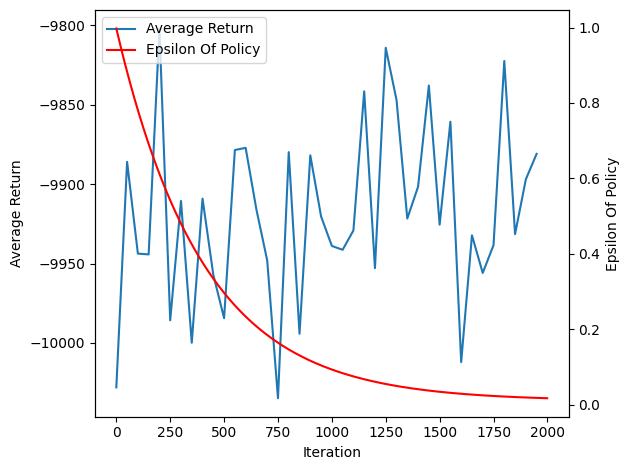 Average Return
Epsilon Of Policy
−9800
−9850
−9900
−9950
−10000
Average Return
1.0
0.8
0.6
0.4
0.2
0.0
Epsilon Of Policy
0 250 500 750 1000 1250 1500 1750 2000
Iteration